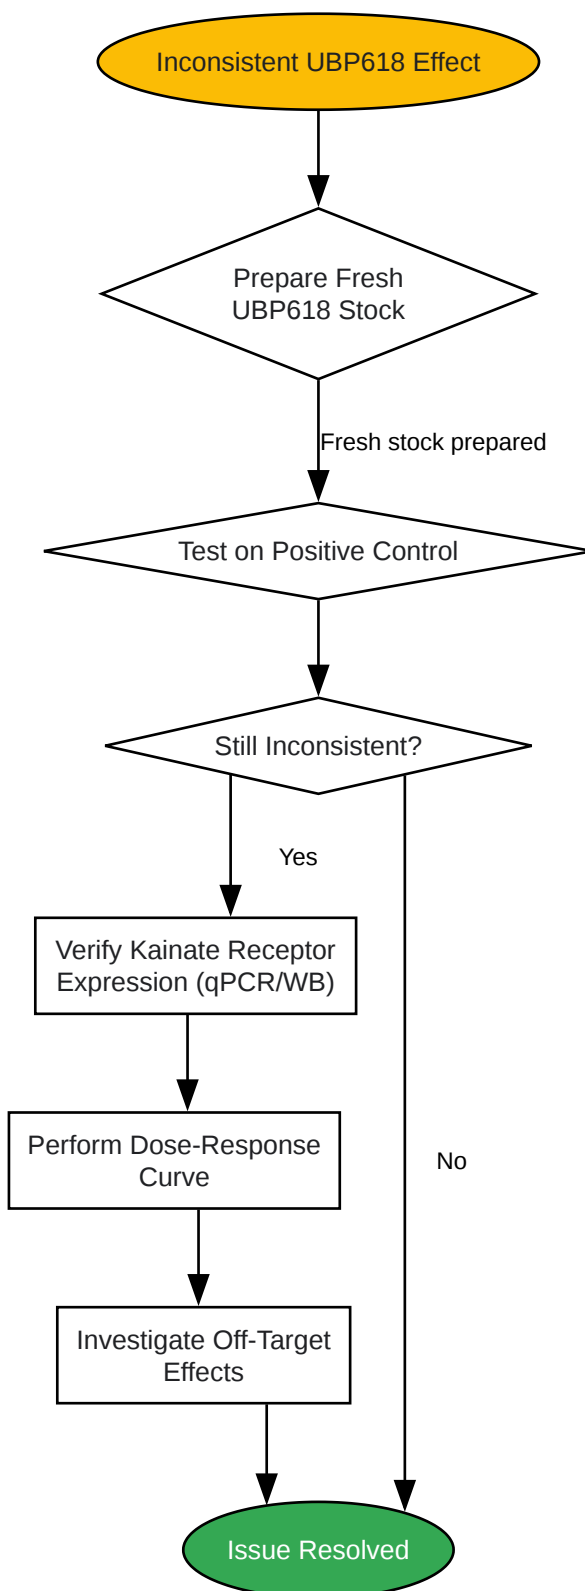 Inconsistent UBP618 Effect
Prepare Fresh
UBP618 Stock
Fresh stock prepared
Test on Positive Control
Still Inconsistent?
Yes
Verify Kainate Receptor
Expression (qPCR/WB)
Perform Dose-Response
Curve
No
Investigate Off-Target
Effects
Issue Resolved